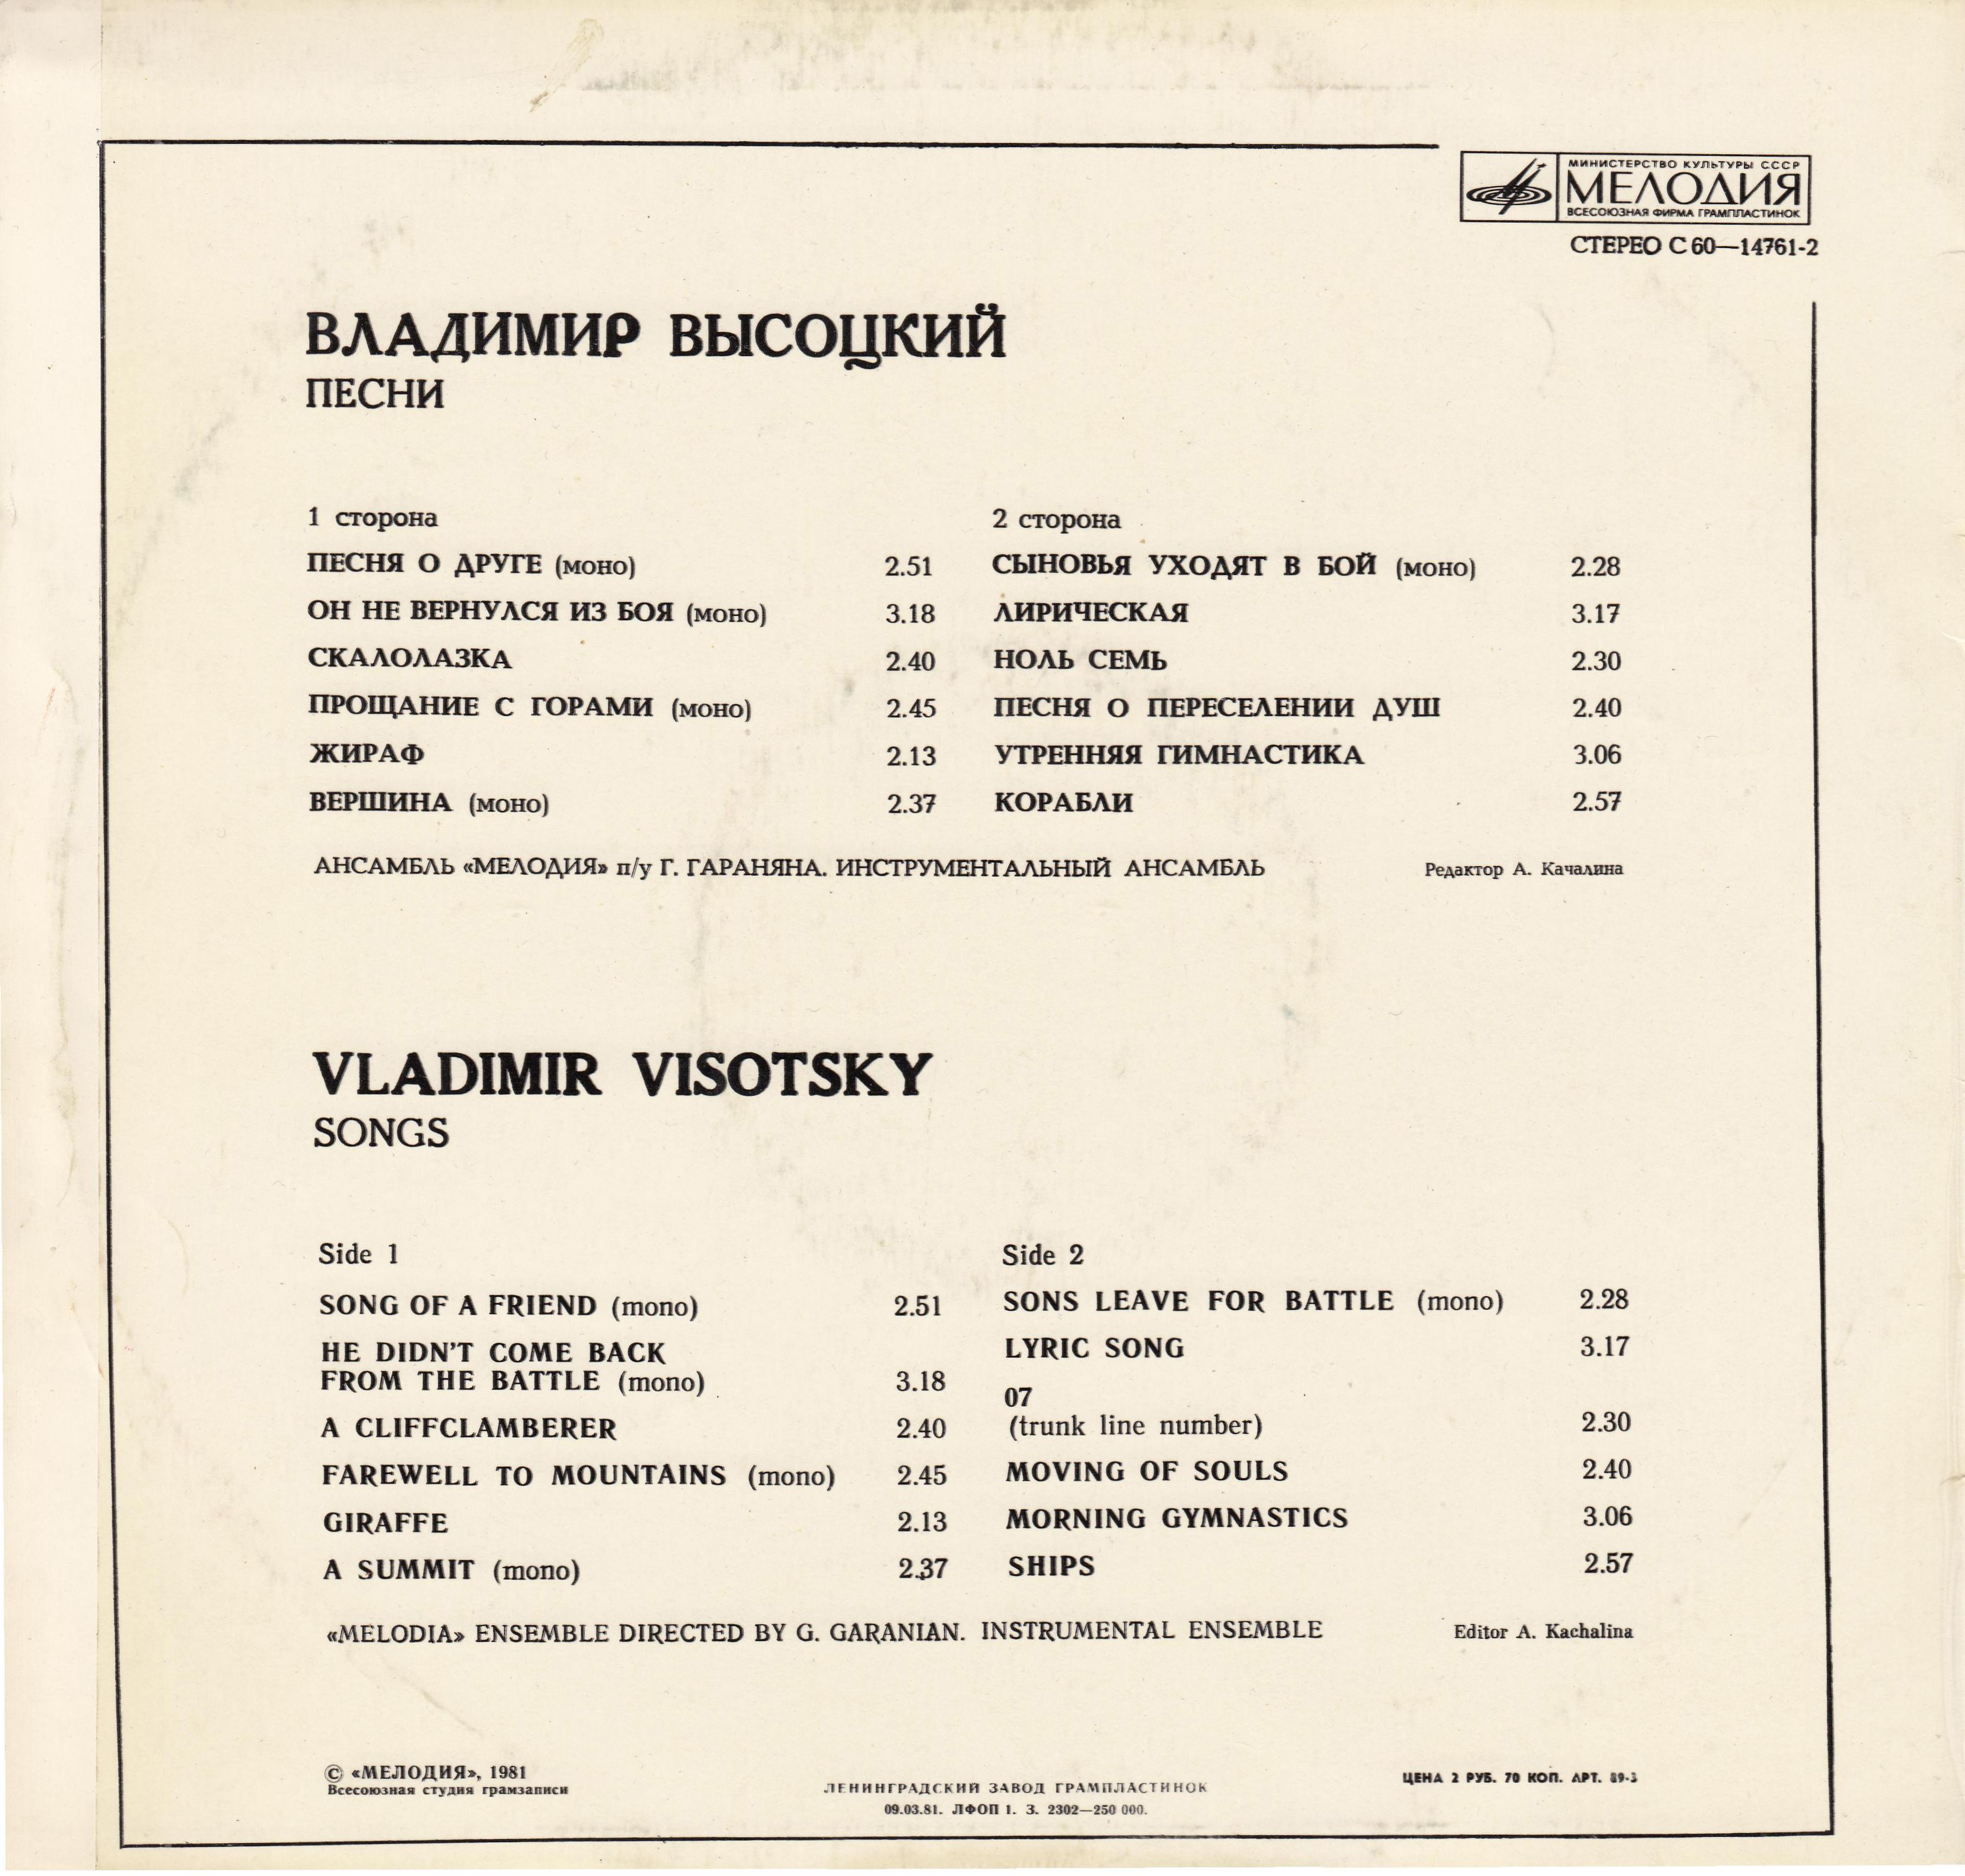 МИНИСТЕРСТВО КУЛЬТУРЫ СССР
МЕЛОДИЯ
ВСЕСОЮЗНАЯ ФИРМА ГРАМПЛАСТИНОК
СТЕРЕО С 60—14761-2
ВЛАДИМИР ВЫСОЦКИЙ
ПЕСНИ
1 сторона
ПЕСНЯ О ДРУГЕ (моно) 2.51
ОН НЕ ВЕРНУЛСЯ ИЗ БОЯ (моно) 3.18
СКАЛОЛАЗКА 2.40
ПРОЩАНИЕ С ГОРАМИ (моно) 2.45
ЖИРАФ 2.13
ВЕРШИНА (моно) 2.37
2 сторона
СЫНОВЬЯ УХОДЯТ В БОЙ (моно) 2.28
ЛИРИЧЕСКАЯ 3.17
НОЛЬ СЕМЬ 2.30
ПЕСНЯ О ПЕРЕСЕЛЕНИИ ДУШ 2.40
УТРЕННЯЯ ГИМНАСТИКА 3.06
КОРАБЛИ 2.57
АНСАМБЛЬ «МЕЛОДИЯ» п/у Г. ГАРАНЯНА. ИНСТРУМЕНТАЛЬНЫЙ АНСАМБЛЬ
Редактор А. Качалина
VLADIMIR VISOTSKY
SONGS
Side 1
SONG OF A FRIEND (mono) 2.51
HE DIDN'T COME BACK
FROM THE BATTLE (mono) 3.18
A CLIFFCLAMBERER 2.40
FAREWELL TO MOUNTAINS (mono) 2.45
GIRAFFE 2.13
A SUMMIT (mono) 2.37
Side 2
SONS LEAVE FOR BATTLE (mono) 2.28
LYRIC SONG 3.17
07
(trunk line number) 2.30
MOVING OF SOULS 2.40
MORNING GYMNASTICS 3.06
SHIPS 2.57
«MELODIA» ENSEMBLE DIRECTED BY G. GARANIAN. INSTRUMENTAL ENSEMBLE
Editor A. Kachalina
© «МЕЛОДИЯ», 1981
Всесоюзная студия грамзаписи
ЛЕНИНГРАДСКИЙ ЗАВОД ГРАМПЛАСТИНОК
09.03.81. ЛФОП 1. З. 2302—250 000.
ЦЕНА 2 РУБ. 70 КОП. АРТ.